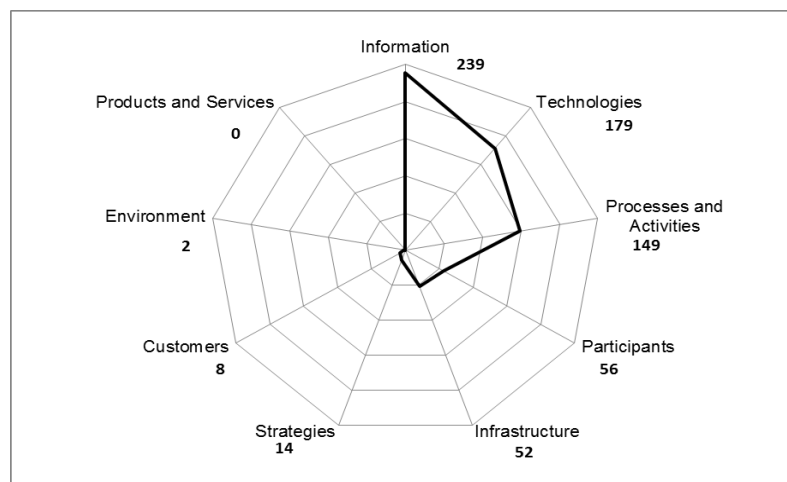 Information
239
Technologies
179
Processes and
Activities
149
Participants
56
Infrastructure
52
Strategies
14
Customers
8
Environment
2
Products and Services
0